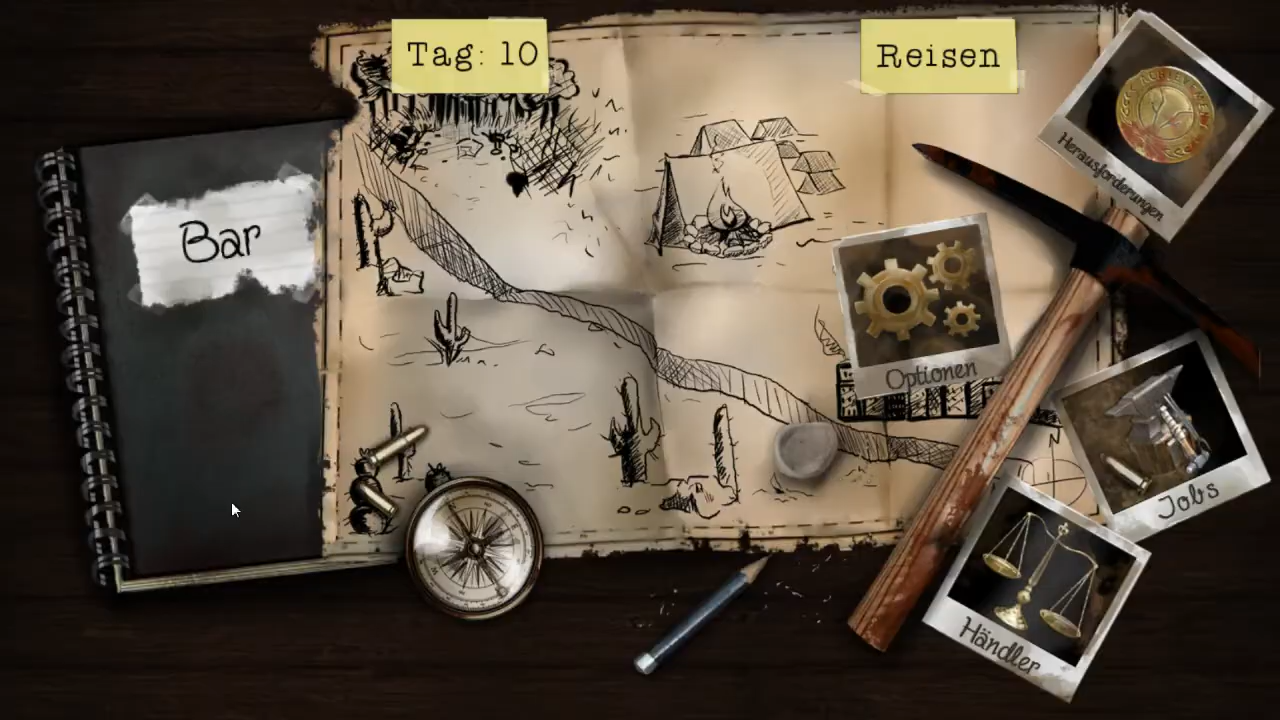 Tag: 10
Reisen
Herausforderungen
Bar
Optionen
Jobs
Händler